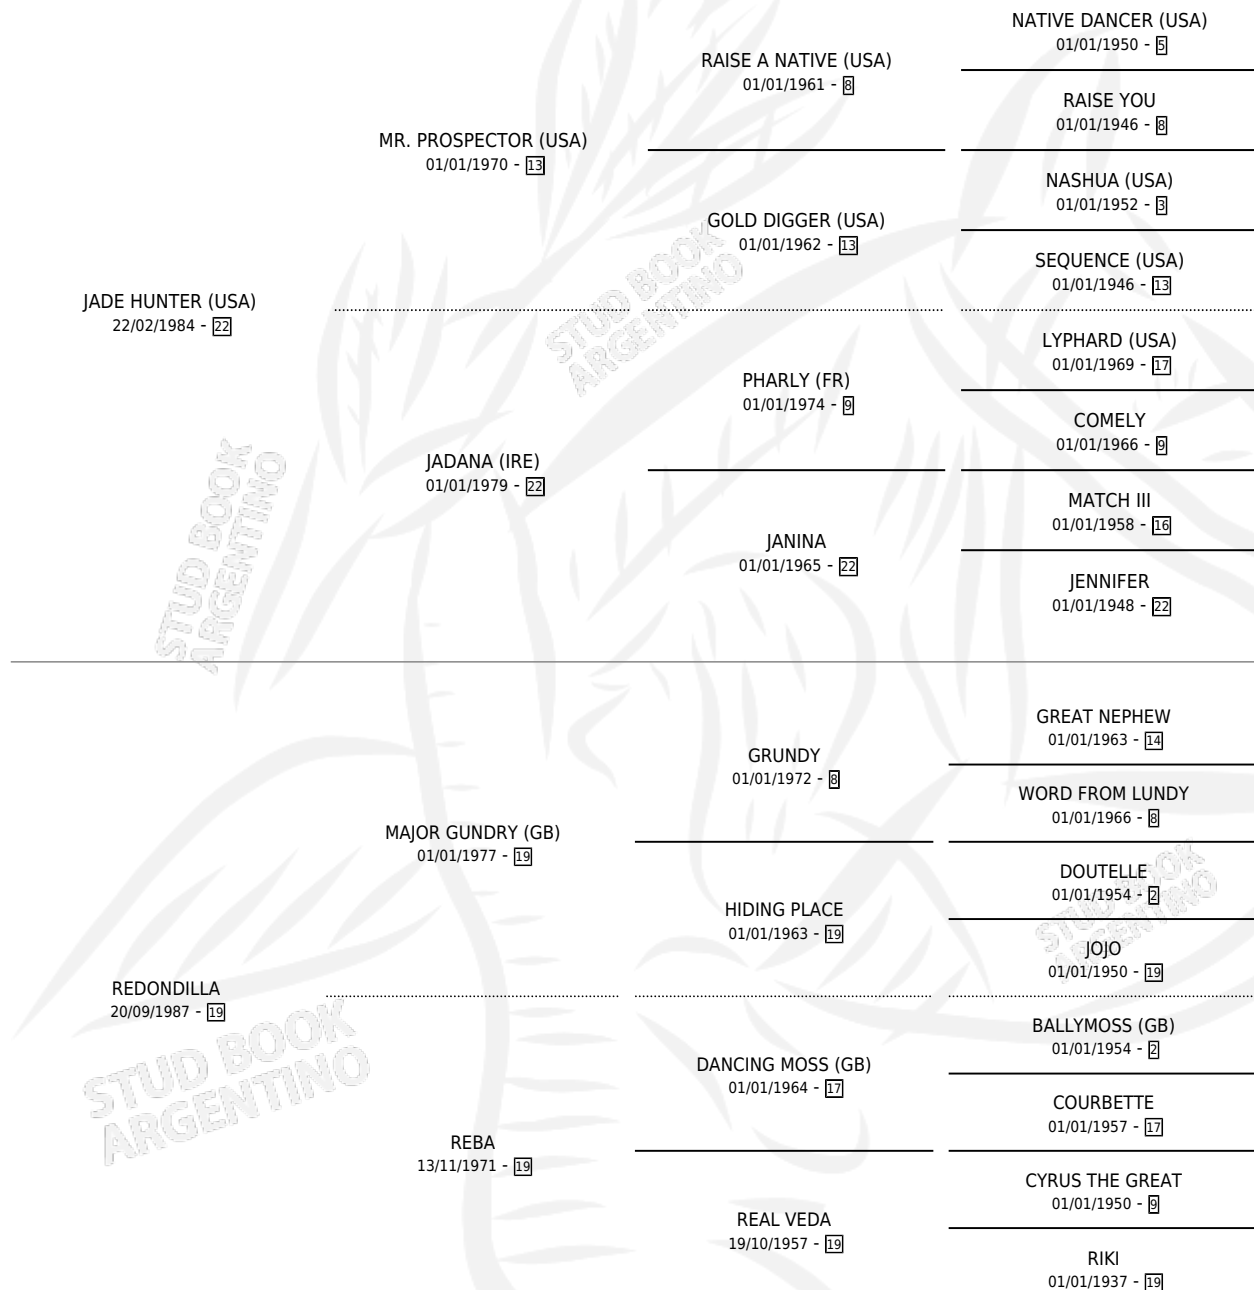 NATIVE DANCER (USA)
01/01/1950 - 5
RAISE A NATIVE (USA)
01/01/1961 - 8
RAISE YOU
01/01/1946 - 8
MR. PROSPECTOR (USA)
01/01/1970 - 13
NASHUA (USA)
01/01/1952 - 3
GOLD DIGGER (USA)
01/01/1962 - 13
SEQUENCE (USA)
01/01/1946 - 13
JADE HUNTER (USA)
22/02/1984 - 22
LYPHARD (USA)
01/01/1969 - 17
PHARLY (FR)
01/01/1974 - 9
COMELY
01/01/1966 - 9
JADANA (IRE)
01/01/1979 - 22
MATCH III
01/01/1958 - 16
JANINA
01/01/1965 - 22
JENNIFER
01/01/1948 - 22
GREAT NEPHEW
01/01/1963 - 14
GRUNDY
01/01/1972 - 8
WORD FROM LUNDY
01/01/1966 - 8
MAJOR GUNDRY (GB)
01/01/1977 - 19
DOUTELLE
01/01/1954 - 2
HIDING PLACE
01/01/1963 - 19
JOJO
01/01/1950 - 19
REDONDILLA
20/09/1987 - 19
BALLYMOSS (GB)
01/01/1954 - 2
DANCING MOSS (GB)
01/01/1964 - 17
COURBETTE
01/01/1957 - 17
REBA
13/11/1971 - 19
CYRUS THE GREAT
01/01/1950 - 9
REAL VEDA
19/10/1957 - 19
RIKI
01/01/1937 - 19
STUD BOOK
ARGENTINO
STUD BOOK
ARGENTINO
STUD BOOK
ARGENTINO
STUD BOOK
ARGENTINO